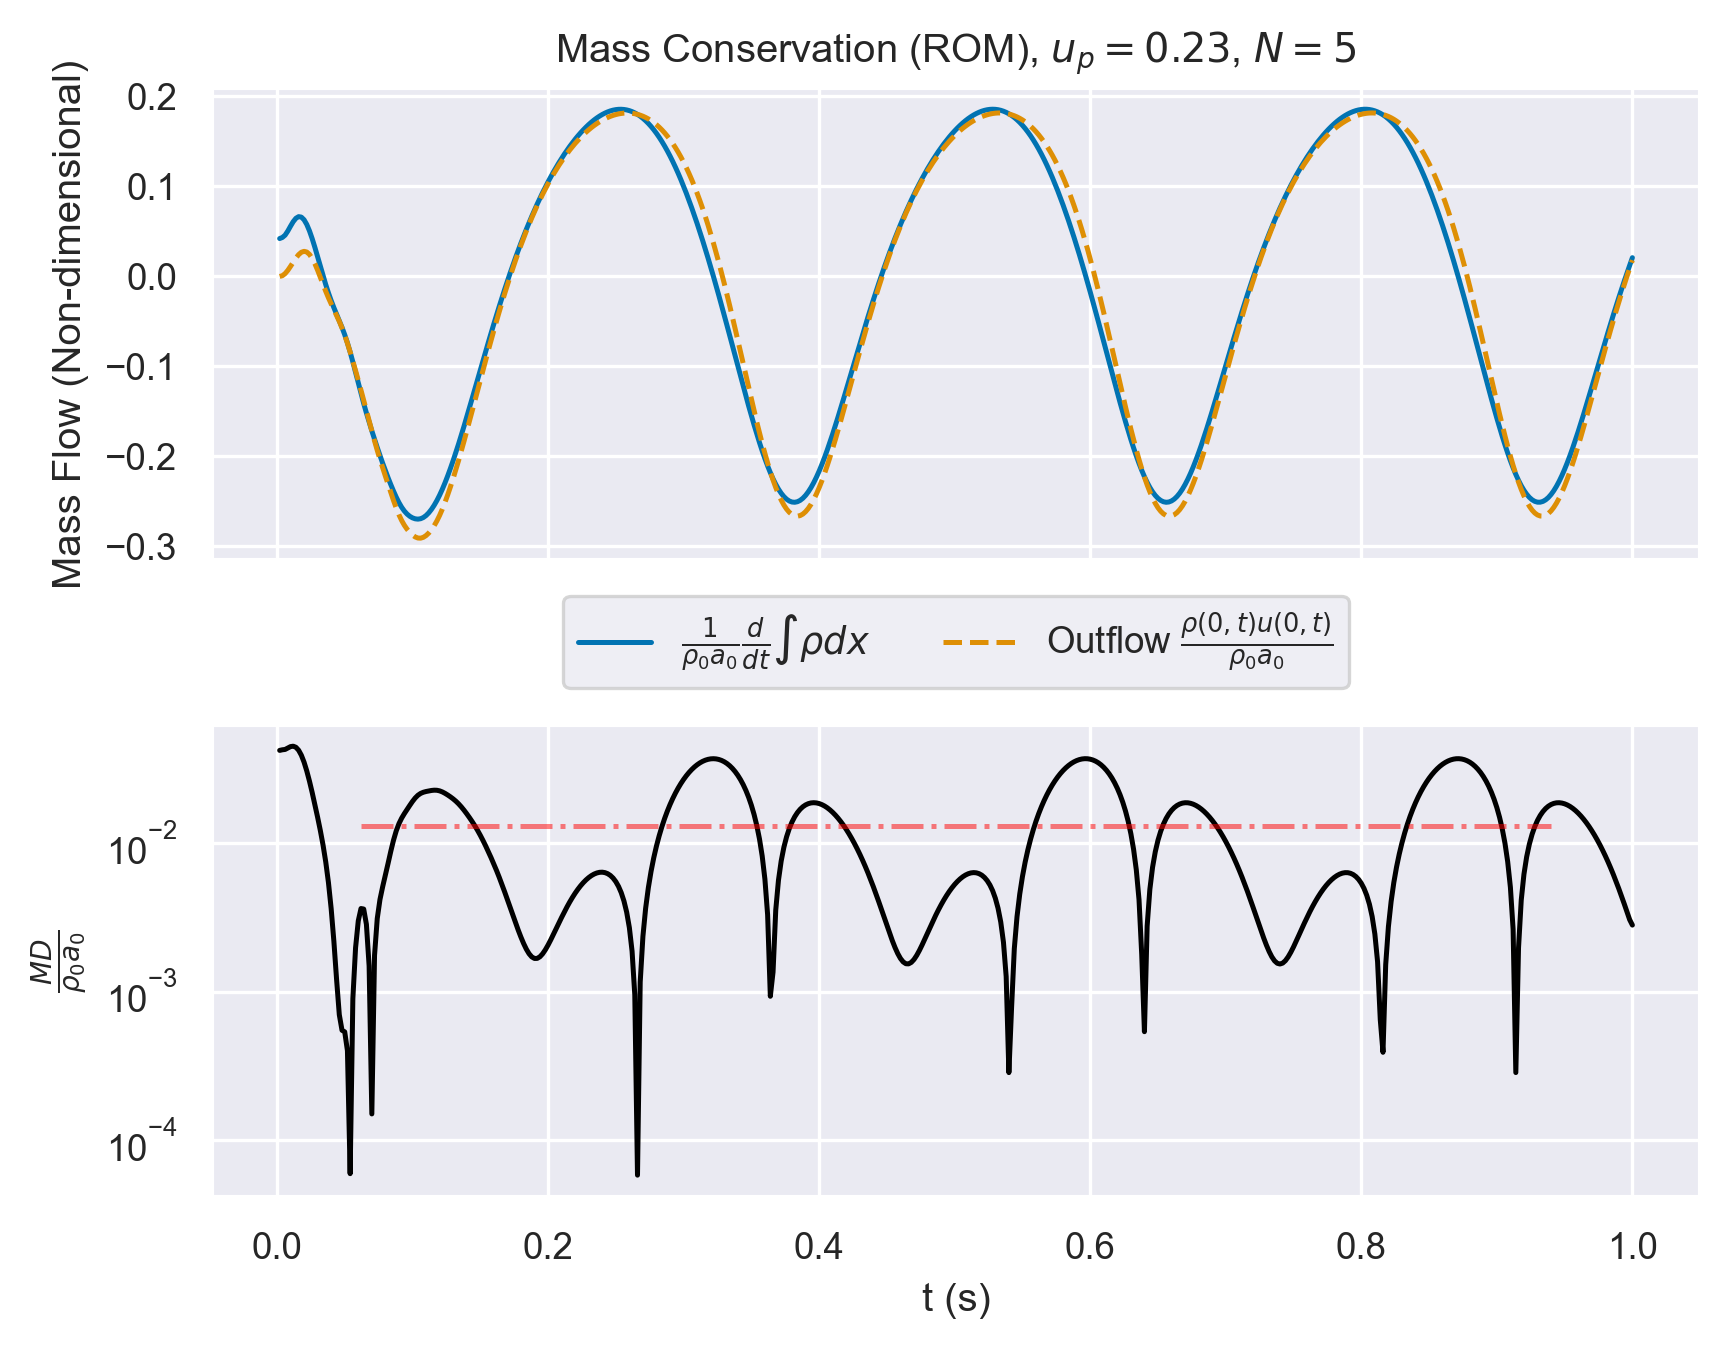 Mass Conservation (ROM), $u_p = 0.23$, $N = 5$
Mass Flow (Non-dimensional)
0.2
0.1
0.0
−0.1
−0.2
−0.3
$\frac{1}{\rho_0 a_0}\frac{d}{dt}\int \rho dx$
Outflow $\frac{\rho(0,t)u(0,t)}{\rho_0 a_0}$
$\frac{MD}{\rho_0 a_0}$
$10^{-2}$
$10^{-3}$
$10^{-4}$
0.0 0.2 0.4 0.6 0.8 1.0
t (s)